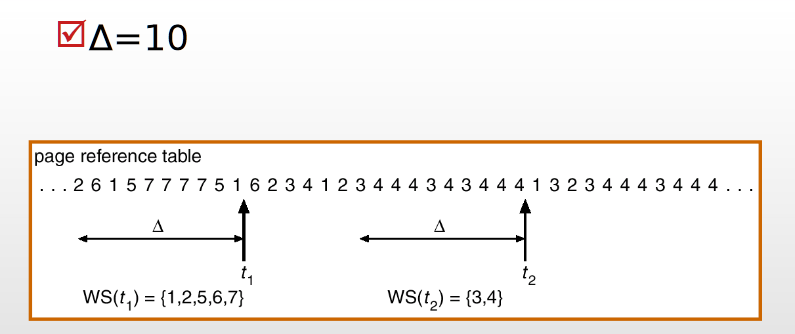 Δ=10
page reference table
. . . 2 6 1 5 7 7 7 7 5 1 6 2 3 4 1 2 3 4 4 4 3 4 3 4 4 4 1 3 2 3 4 4 4 3 4 4 4 . . .
Δ Δ
t₁ t₂
WS(t₁) = {1,2,5,6,7} WS(t₂) = {3,4}